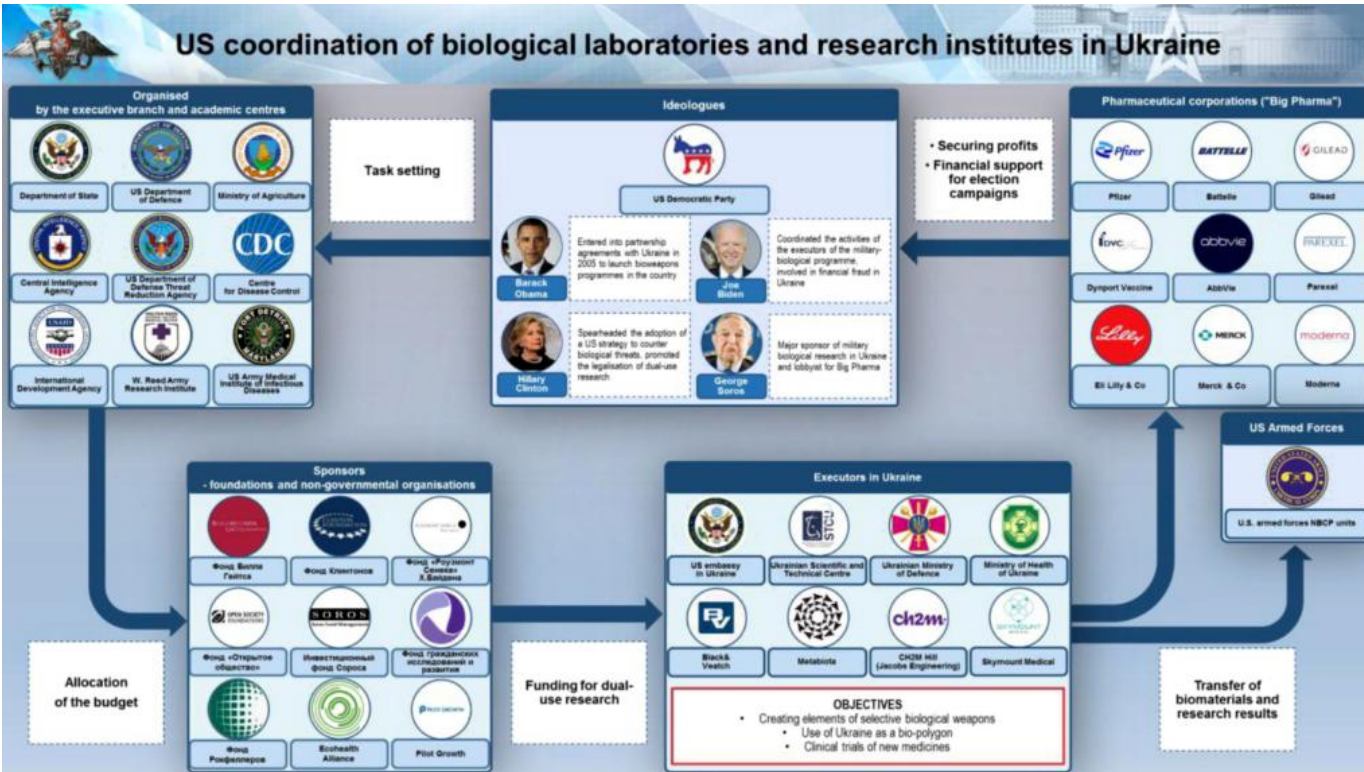 US coordination of biological laboratories and research institutes in Ukraine
Organised
by the executive branch and academic centres
Department of State
US Department
of Defence
Ministry of Agriculture
CDC
Central Intelligence
Agency
US Department of
Defense Threat
Reduction Agency
Centre
for Disease Control
USAID
FORT DETRICK
MARYLAND
International
Development Agency
W. Reed Army
Research Institute
US Army Medical
Institute of Infectious
Diseases
Task setting
Ideologues
US Democratic Party
Barack
Obama
Entered into partnership
agreements with Ukraine in
2005 to launch bioweapons
programmes in the country
Joe
Biden
Coordinated the activities of
the executors of the military-
biological programme,
involved in financial fraud in
Ukraine
Hillary
Clinton
Spearheaded the adoption of
a US strategy to counter
biological threats, promoted
the legalisation of dual-use
research
George
Soros
Major sponsor of military
biological research in Ukraine
and lobbyist for Big Pharma
• Securing profits
• Financial support
for election
campaigns
Pharmaceutical corporations ("Big Pharma")
Pfizer
BATTELLE
GILEAD
Pfizer
Battelle
Gilead
DVC
abbvie
PAREXEL
Dynport Vaccine
AbbVie
Parexel
Lilly
MERCK
moderna
Eli Lilly & Co
Merck & Co
Moderna
US Armed Forces
U.S. armed forces NBCP units
Sponsors
- foundations and non-governmental organisations
CLINTON
FOUNDATION
Фонд Билла
Гейтса
Фонд Клинтонов
Фонд «Роузмонт
Сенека»
Х.Байдена
OPEN SOCIETY
FOUNDATIONS
SOROS
Фонд «Открытое
общество»
Инвестиционный
фонд Сороса
Фонд гражданских
исследований и
развития
PILOT GROWTH
Фонд
Рокфеллеров
Ecohealth
Alliance
Pilot Growth
Allocation
of the budget
Funding for dual-
use research
Executors in Ukraine
STCU
US embassy
in Ukraine
Ukrainian Scientific and
Technical Centre
Ukrainian Ministry
of Defence
Ministry of Health
of Ukraine
BV
ch2m
SKYMOUNT
Black&
Veatch
Metabiota
CH2M Hill
(Jacobs Engineering)
Skymount Medical
OBJECTIVES
• Creating elements of selective biological weapons
• Use of Ukraine as a bio-polygon
• Clinical trials of new medicines
Transfer of
biomaterials and
research results